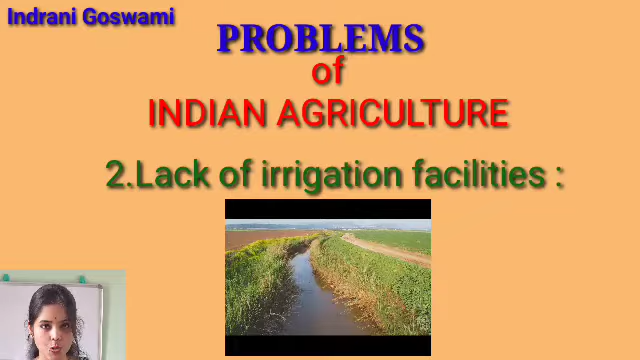 Indrani Goswami
PROBLEMS
of
INDIAN AGRICULTURE
2.Lack of irrigation facilities :